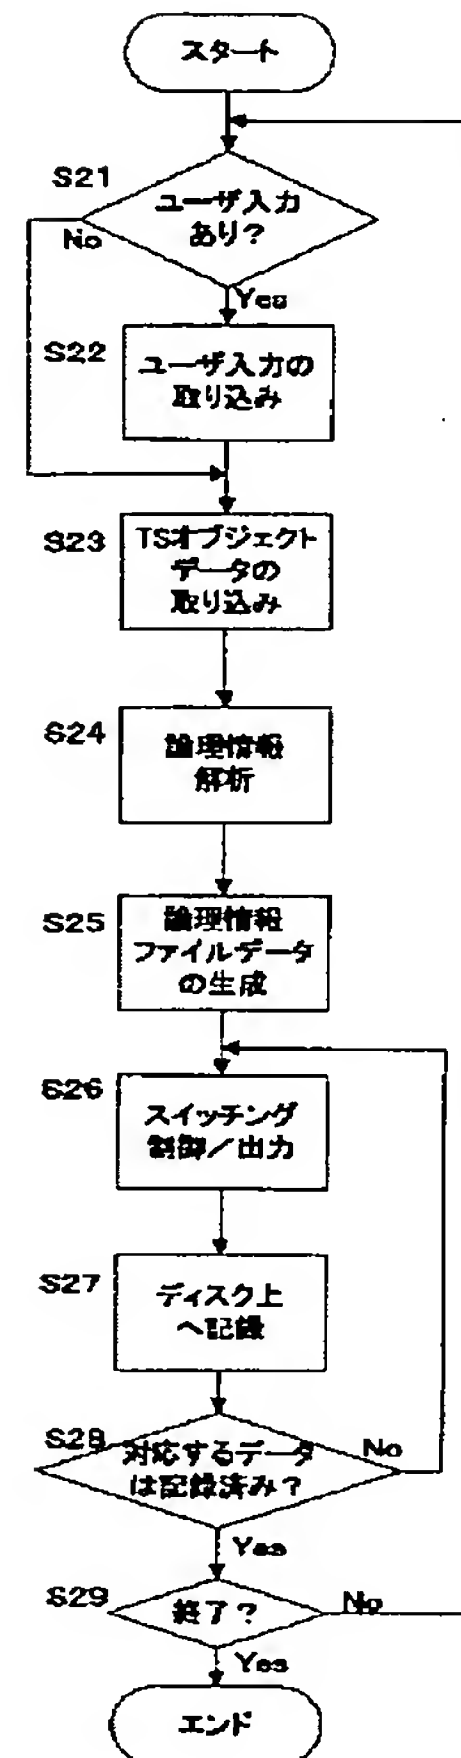 スタート
S21
ユーザ入力
あり?
No
Yes
S22
ユーザ入力の
取り込み
S23
TSオブジェクト
データの
取り込み
S24
論理情報
解析
S25
論理情報
ファイルデータ
の生成
S26
スイッチング
制御/出力
S27
ディスク上
へ記録
S28
対応するデータ
は記録済み?
No
Yes
S29
終了?
No
Yes
エンド